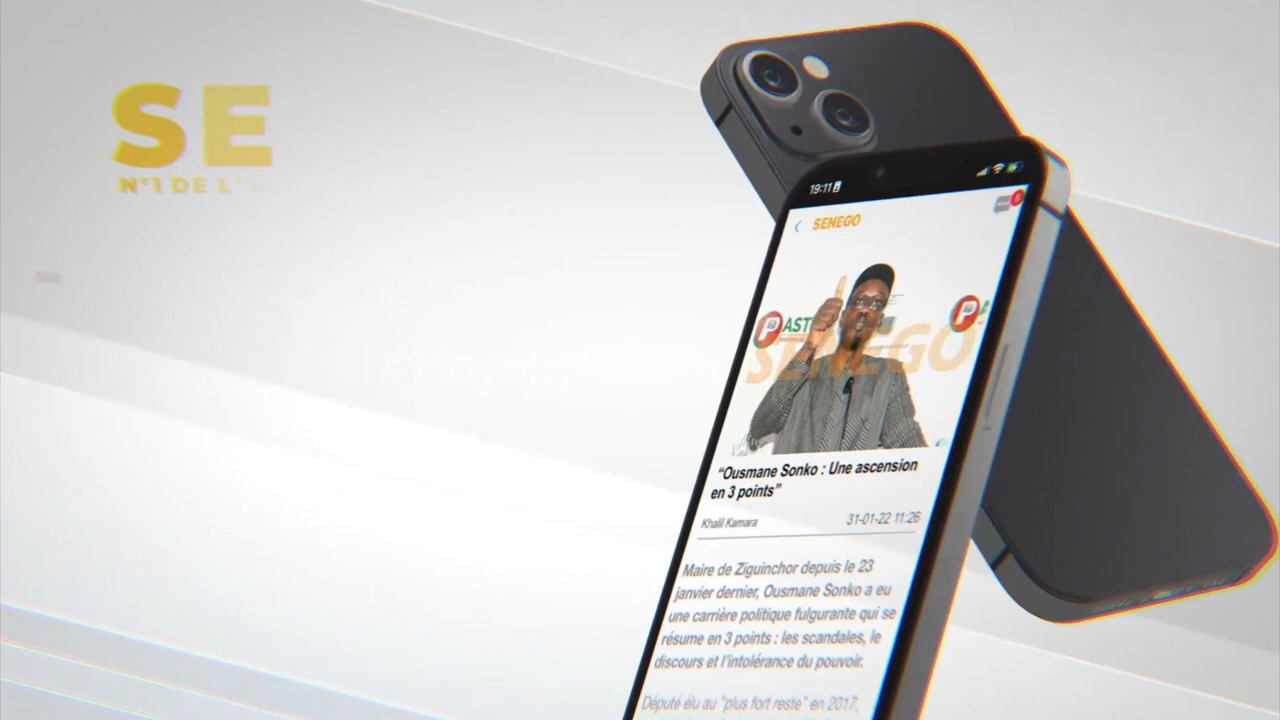 SE
N°1 DE L'
19:11
SENEGO
5
PAST
SENEGO
“Ousmane Sonko : Une ascension
en 3 points”
Khalil Kamara
31-01-22 11:26
Maire de Ziguinchor depuis le 23
janvier dernier, Ousmane Sonko a eu
une carrière politique fulgurante qui se
résume en 3 points : les scandales, le
discours et l'intolérance du pouvoir.
Député élu au "plus fort reste" en 2017,